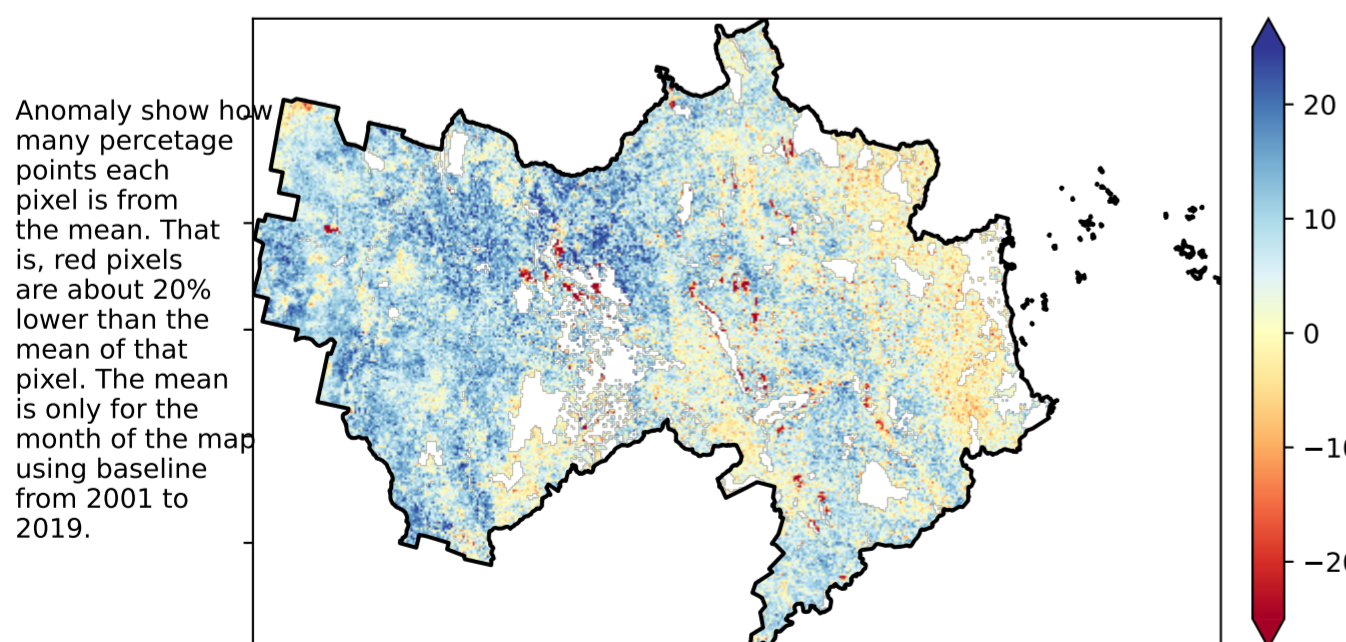 Anomaly show how
many percetage
points each
pixel is from
the mean. That
is, red pixels
are about 20%
lower than the
mean of that
pixel. The mean
is only for the
month of the map
using baseline
from 2001 to
2019.
20
10
0
−10
−20